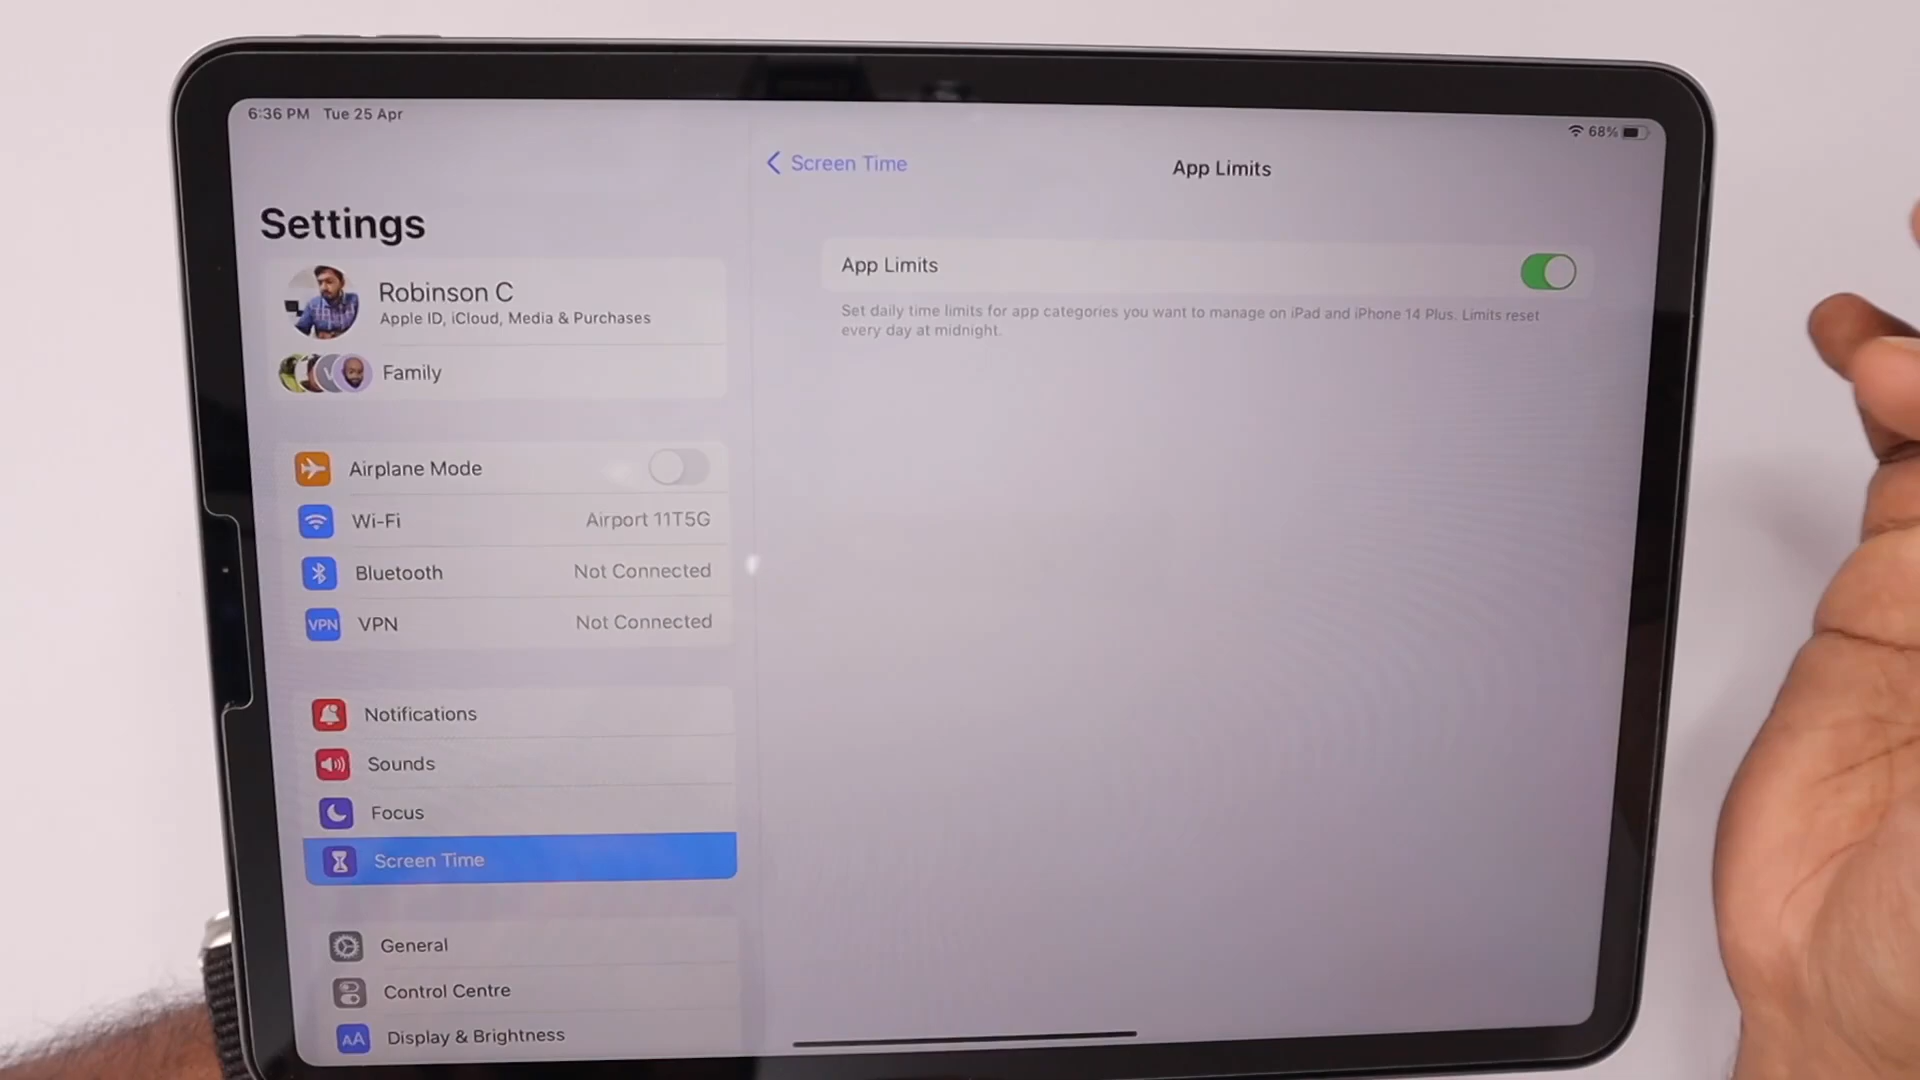 6:36 PM Tue 25 Apr
68%
Settings
Robinson C
Apple ID, iCloud, Media & Purchases
Family
Airplane Mode
Wi-Fi Airport 11T5G
Bluetooth Not Connected
VPN VPN Not Connected
Notifications
Sounds
Focus
Screen Time
General
Control Centre
AA Display & Brightness
Screen Time
App Limits
App Limits
Set daily time limits for app categories you want to manage on iPad and iPhone 14 Plus. Limits reset
every day at midnight.